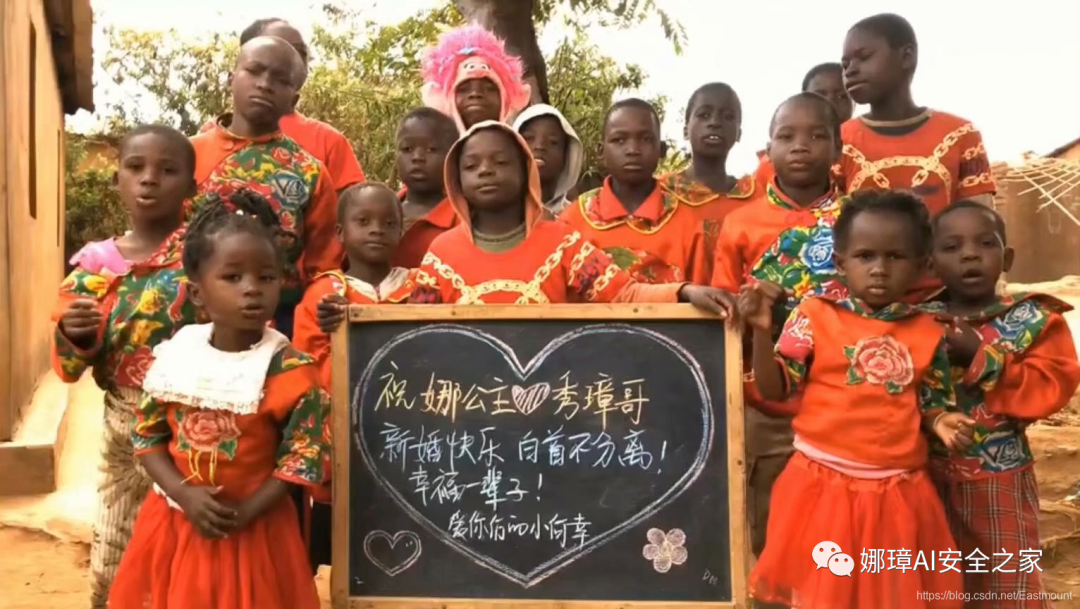 祝娜公主秀璋哥
新婚快乐 白首不分离！
幸福一辈子！
爱你们的小何幸
娜璋AI安全之家
https://blog.csdn.net/Eastmount